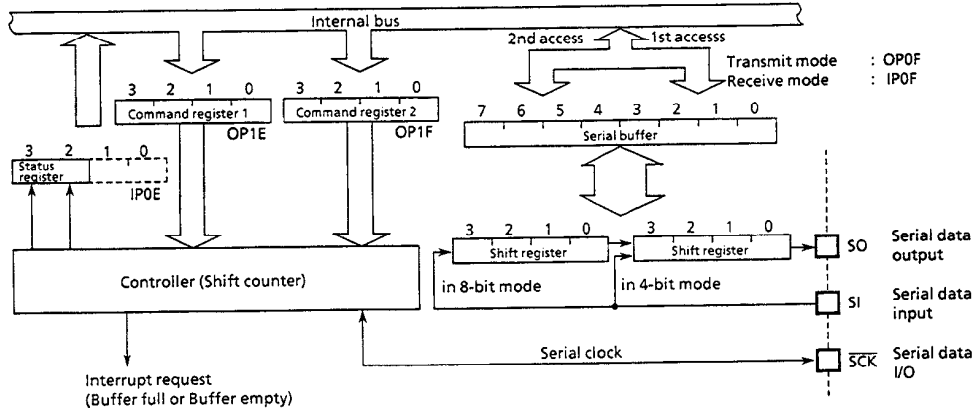 Internal bus
2nd access 1st accesss
Transmit mode : OP0F
Receive mode : IP0F
3 2 1 0
Command register 1
OP1E
3 2 1 0
Command register 2
OP1F
7 6 5 4 3 2 1 0
Serial buffer
3 2 1 0
Status register
IP0E
3 2 1 0
Shift register
3 2 1 0
Shift register
SO Serial data output
Controller (Shift counter)
in 8-bit mode
in 4-bit mode
SI Serial data input
Serial clock
SCK Serial data I/O
Interrupt request
(Buffer full or Buffer empty)